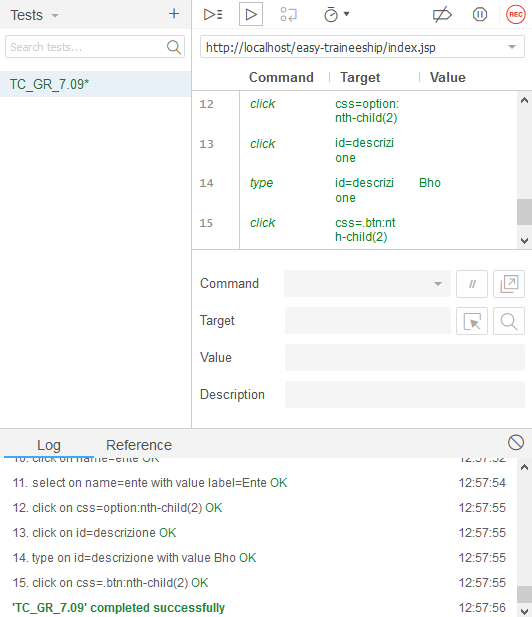 Tests
+
REC
Search tests...
http://localhost/easy-traineeship/index.jsp
TC_GR_7.09*
Command Target Value
12 click css=option:
nth-child(2)
13 click id=descrizi
one
14 type id=descrizi Bho
one
15 click css=.btn:nt
h-child(2)
Command //
Target
Value
Description
Log Reference
10. click on name=ente OK 12:57:52
11. select on name=ente with value label=Ente OK 12:57:54
12. click on css=option:nth-child(2) OK 12:57:55
13. click on id=descrizione OK 12:57:55
14. type on id=descrizione with value Bho OK 12:57:55
15. click on css=.btn:nth-child(2) OK 12:57:55
'TC_GR_7.09' completed successfully 12:57:56